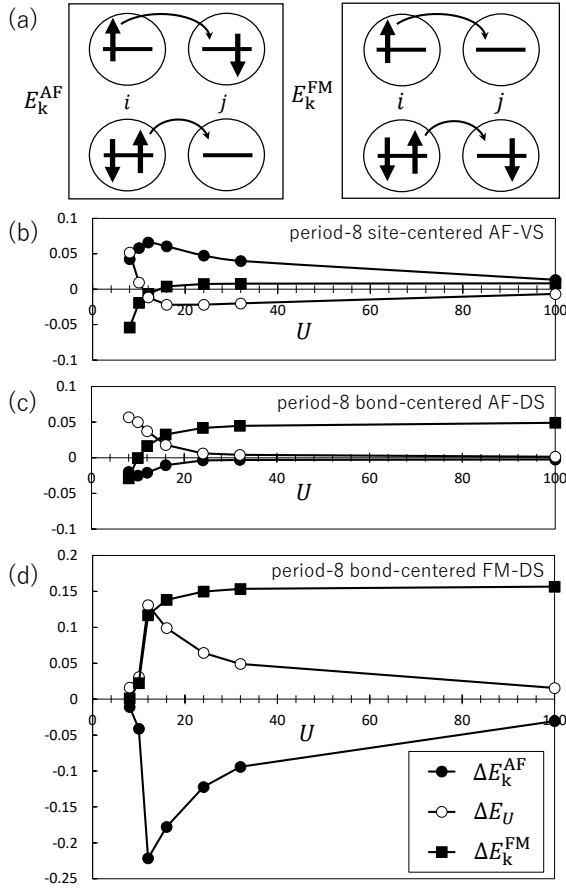 (a)
E_k^AF
i
j
E_k^FM
i
j
(b)
period-8 site-centered AF-VS
0.1
0.05
0
-0.05
-0.1
0
20
40
60
80
100
U
(c)
period-8 bond-centered AF-DS
0.1
0.05
0
-0.05
-0.1
0
20
40
60
80
100
U
(d)
period-8 bond-centered FM-DS
0.2
0.15
0.1
0.05
0
-0.05
-0.1
-0.15
-0.2
-0.25
0
20
40
60
80
100
U
ΔE_k^AF
ΔE_U
ΔE_k^FM